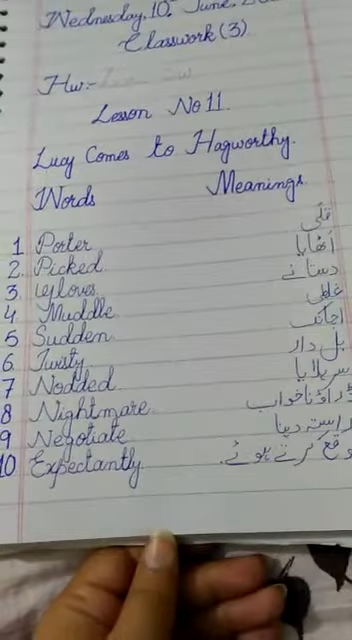 Wednesday, 10, June,
Classwork (3)
Hw:-
Lesson No 11.
Lucy Comes to Hagworthy.
Words Meanings
1 Porter قلی
2. Picked اٹھایا
3. Gloves دستانے
4 Muddle غلطی
5 Sudden اچانک
6. Twisty بل دار
7 Nodded سر ہلایا
8 Nightmare ڈراؤنا خواب
9 Negotiate راستہ دینا
10 Expectantly. توقع کرتے ہوئے.